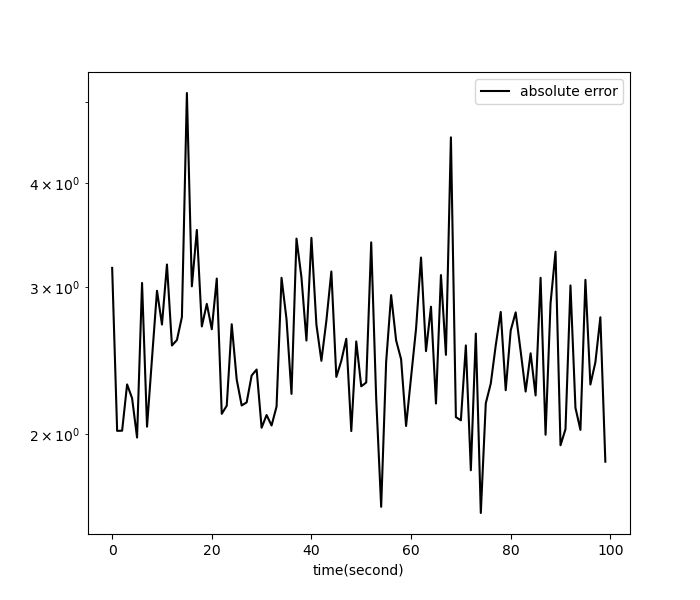 absolute error
4 × 10⁰
3 × 10⁰
2 × 10⁰
0 20 40 60 80 100
time(second)